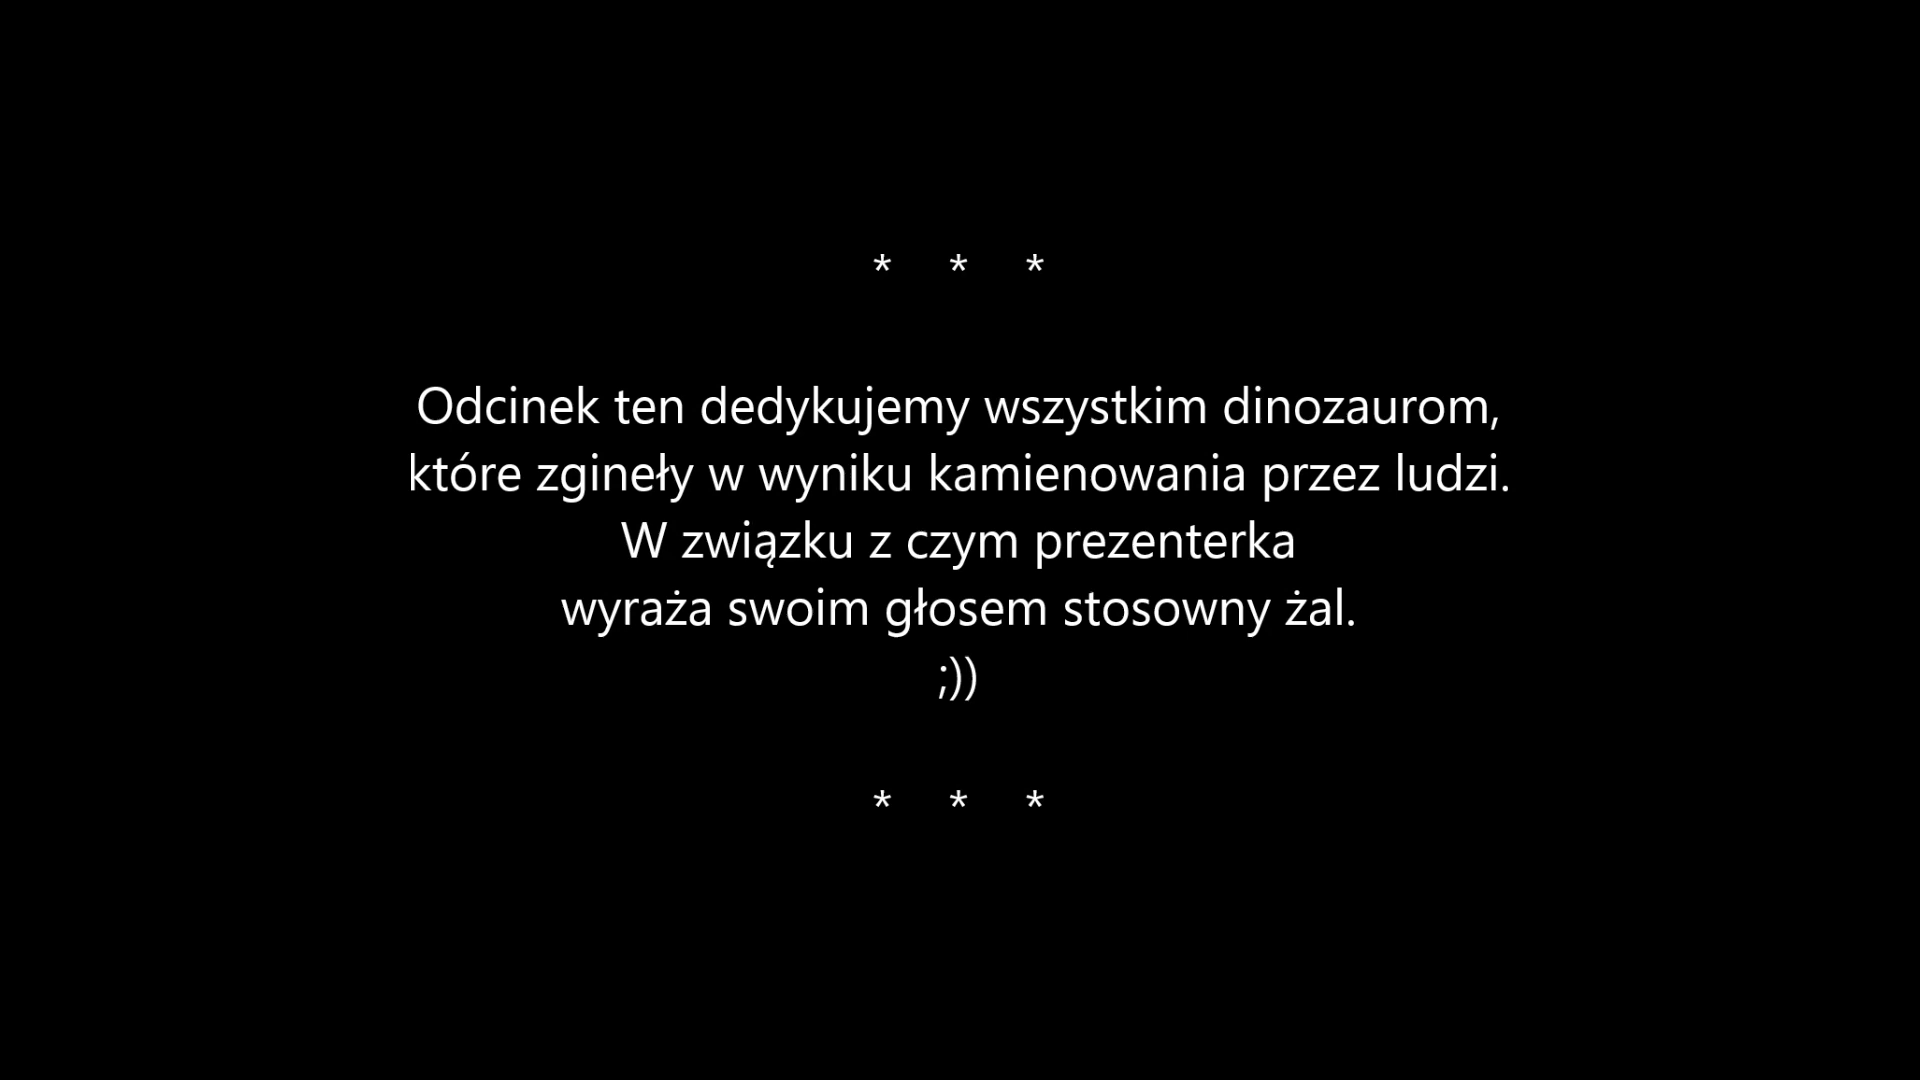 * * *
Odcinek ten dedykujemy wszystkim dinozaurom,
które zgineły w wyniku kamienowania przez ludzi.
W związku z czym prezenterka
wyraża swoim głosem stosowny żal.
;))
* * *